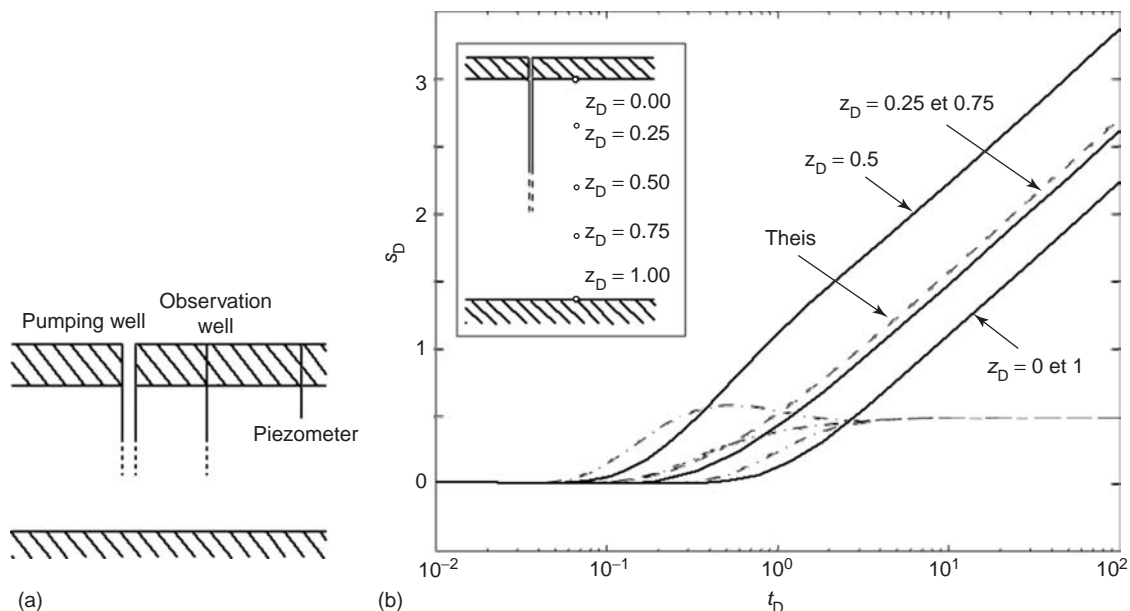 Pumping well
Observation
well
Piezometer
(a)
(b)
s_D
3
2
1
0
z_D = 0.00
z_D = 0.25
z_D = 0.50
z_D = 0.75
z_D = 1.00
z_D = 0.25 et 0.75
z_D = 0.5
Theis
z_D = 0 et 1
10^−2
10^−1
10^0
10^1
10^2
t_D